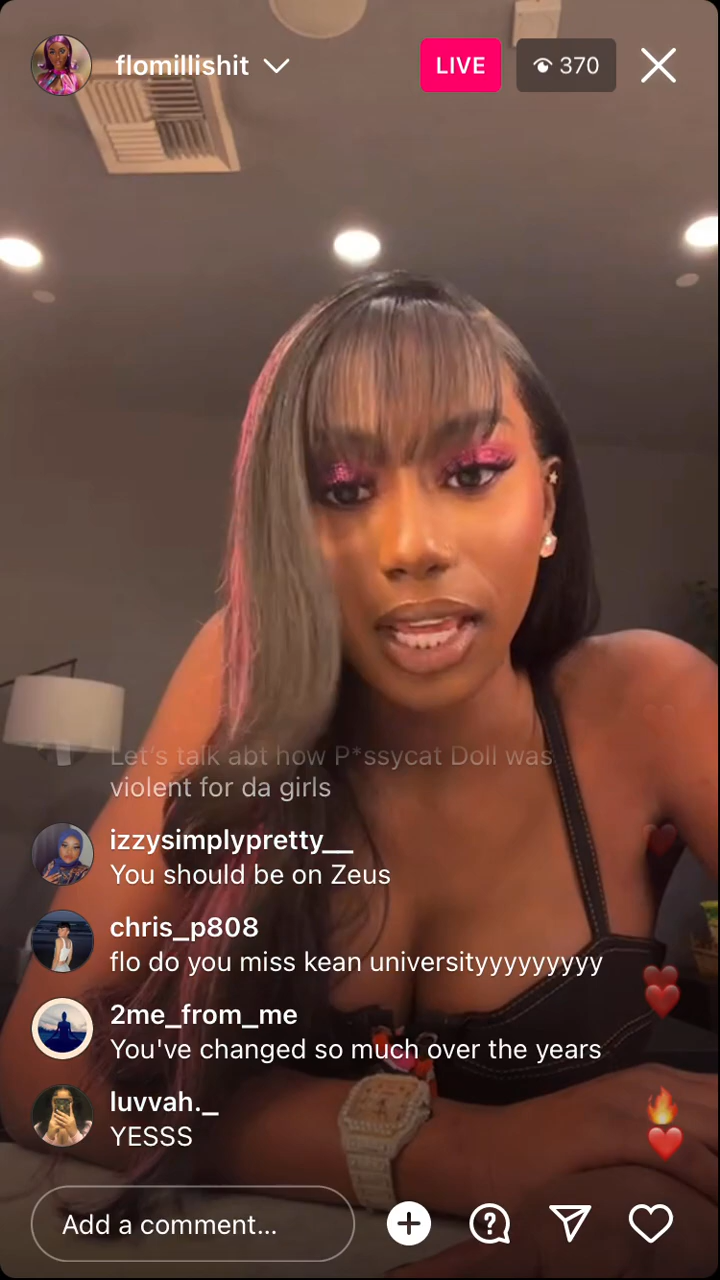 flomillishit
LIVE
370
Let's talk abt how P*ssycat Doll was
violent for da girls
izzysimplypretty__
You should be on Zeus
chris_p808
flo do you miss kean universityyyyyyyyy
2me_from_me
You've changed so much over the years
luvvah._
YESSS
Add a comment...